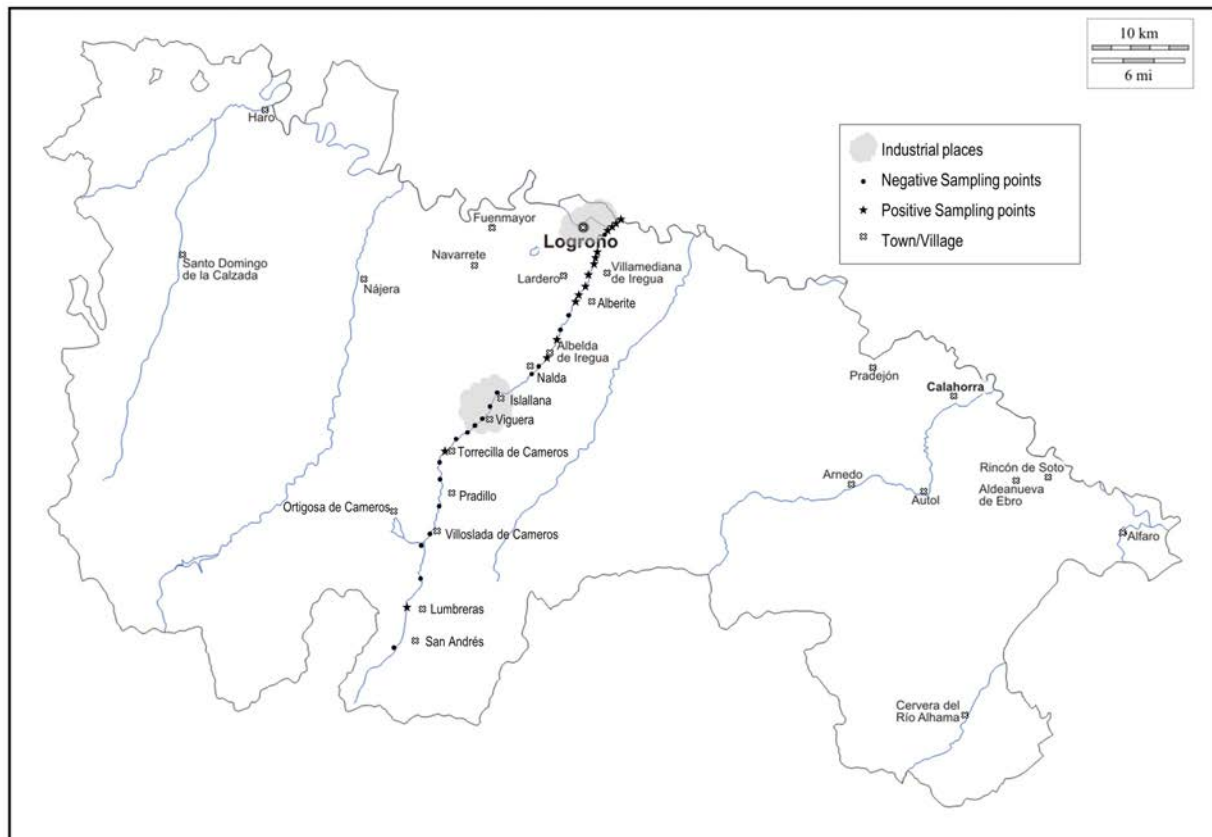 10 km
6 mi
Industrial places
Negative Sampling points
Positive Sampling points
Town/Village
Haro
Fuenmayor
Logroño
Navarrete
Santo Domingo
de la Calzada
Nájera
Lardero
Villamediana
de Iregua
Alberite
Albelda
de Iregua
Nalda
Pradejón
Calahorra
Islallana
Viguera
Torrecilla de Cameros
Pradillo
Ortigosa de Cameros
Villoslada de Cameros
Arnedo
Autol
Rincón de Soto
Aldeanueva
de Ebro
Alfaro
Lumbreras
San Andrés
Cervera del
Río Alhama